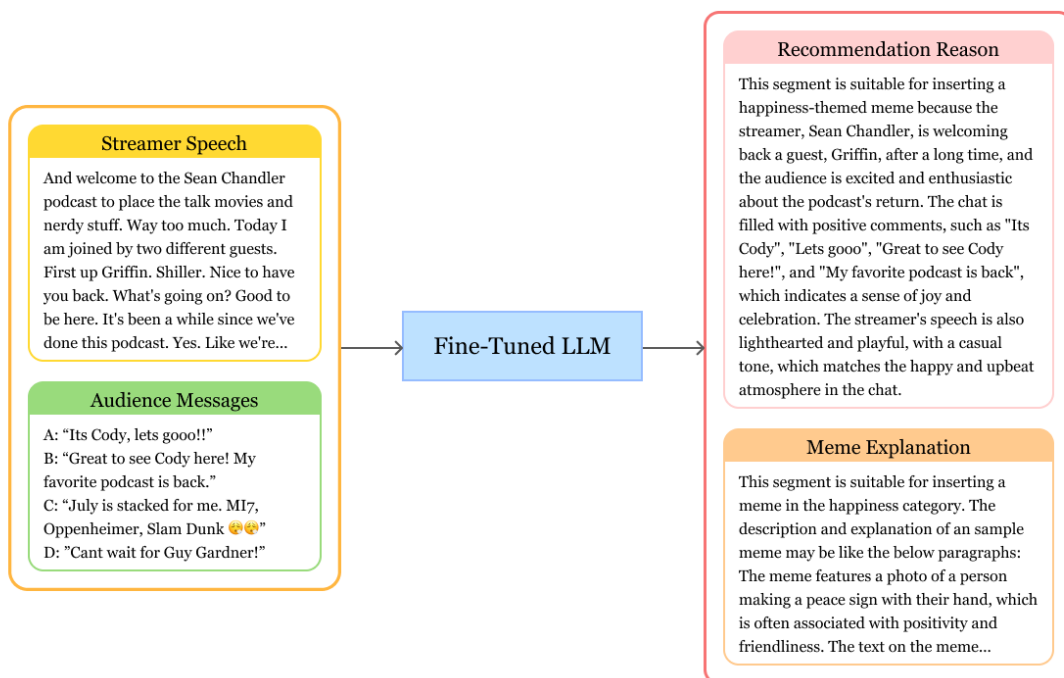 Streamer Speech
And welcome to the Sean Chandler
podcast to place the talk movies and
nerdy stuff. Way too much. Today I
am joined by two different guests.
First up Griffin. Shiller. Nice to have
you back. What's going on? Good to
be here. It's been a while since we've
done this podcast. Yes. Like we're...
Audience Messages
A: “Its Cody, lets gooo!!”
B: “Great to see Cody here! My
favorite podcast is back.”
C: “July is stacked for me. MI7,
Oppenheimer, Slam Dunk 😵‍💫😵‍💫”
D: ”Cant wait for Guy Gardner!”
Fine-Tuned LLM
Recommendation Reason
This segment is suitable for inserting a
happiness-themed meme because the
streamer, Sean Chandler, is welcoming
back a guest, Griffin, after a long time, and
the audience is excited and enthusiastic
about the podcast's return. The chat is
filled with positive comments, such as "Its
Cody", "Lets gooo", "Great to see Cody
here!", and "My favorite podcast is back",
which indicates a sense of joy and
celebration. The streamer's speech is also
lighthearted and playful, with a casual
tone, which matches the happy and upbeat
atmosphere in the chat.
Meme Explanation
This segment is suitable for inserting a
meme in the happiness category. The
description and explanation of an sample
meme may be like the below paragraphs:
The meme features a photo of a person
making a peace sign with their hand, which
is often associated with positivity and
friendliness. The text on the meme...